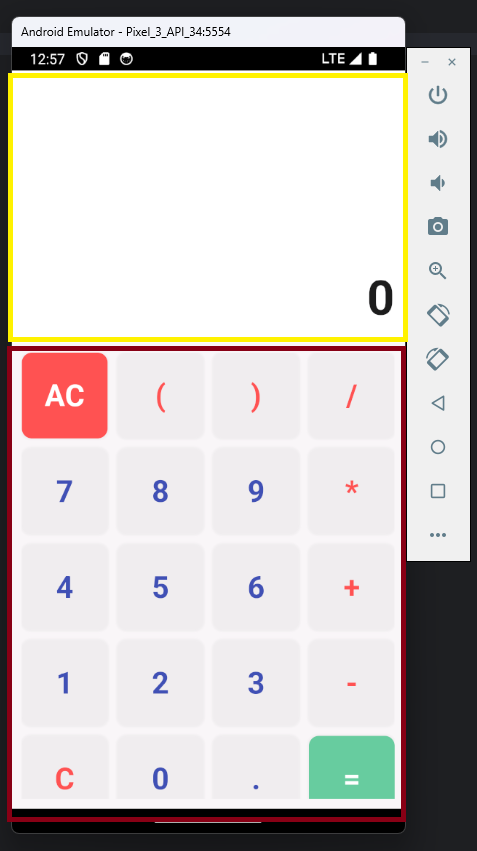 Android Emulator - Pixel_3_API_34:5554
12:57 LTE
0
AC ( ) /
7 8 9 *
4 5 6 +
1 2 3 -
C 0 . =